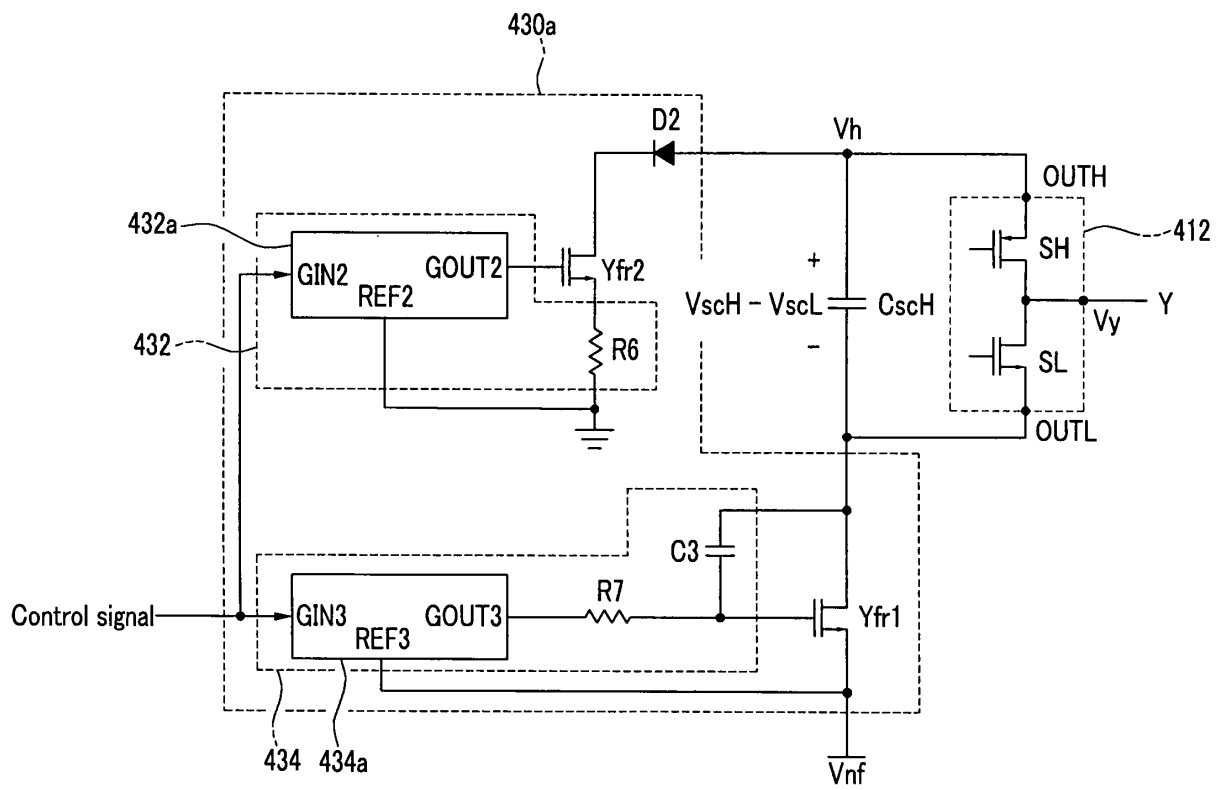 430a
D2
Vh
OUTH
432a
GIN2
GOUT2
REF2
Yfr2
SH
412
+
VscH – VscL
CscH
–
Vy
Y
432
R6
SL
OUTL
C3
R7
Control signal
GIN3
GOUT3
REF3
Yfr1
434
434a
Vnf